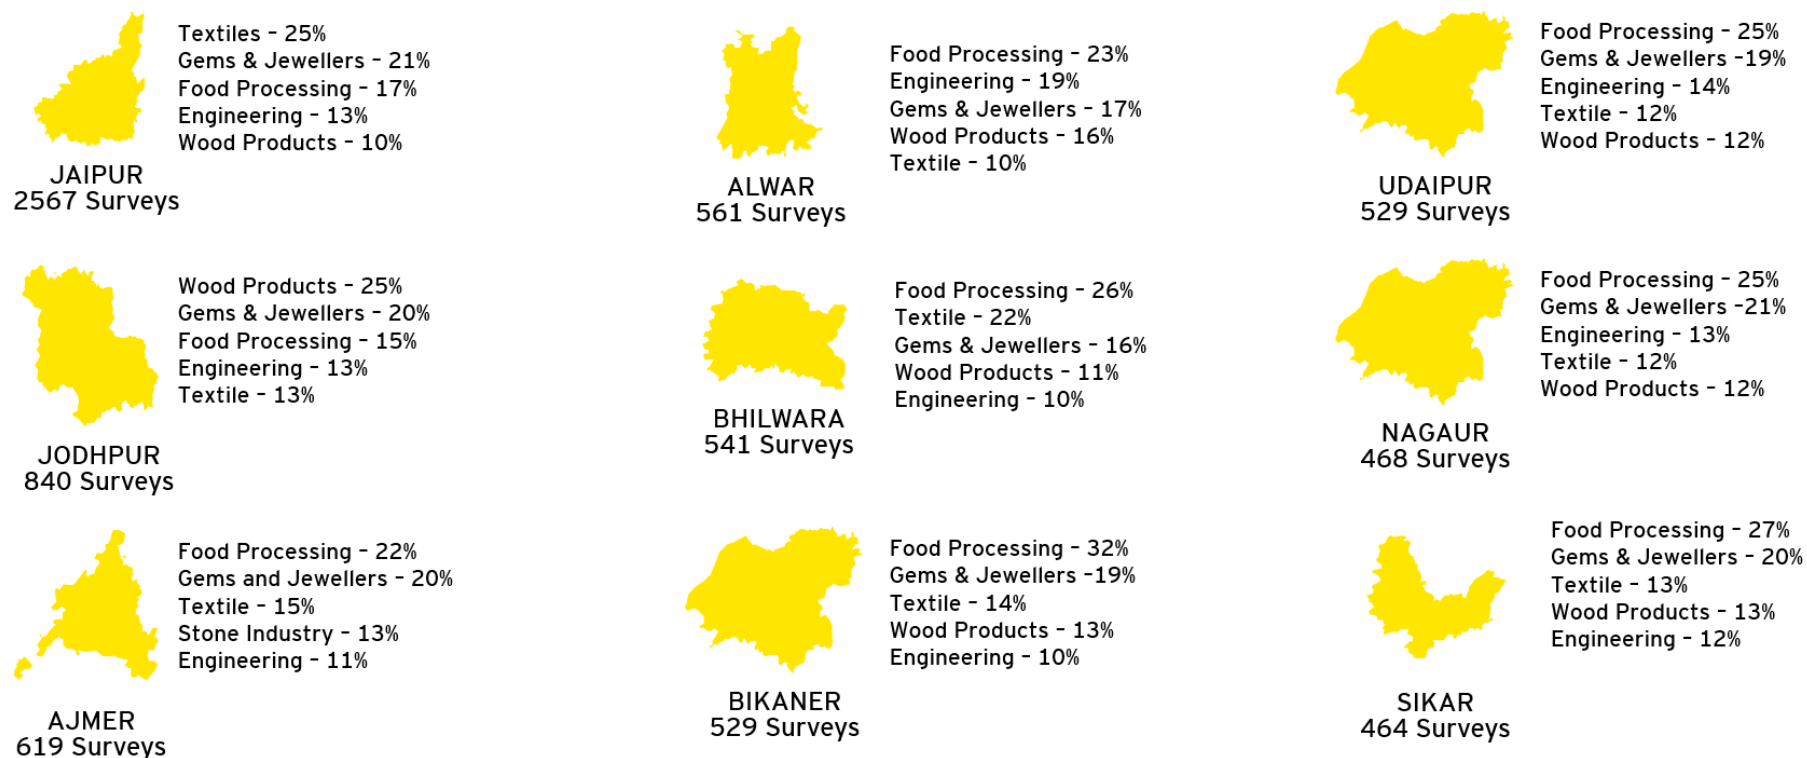 Textiles – 25%
Gems & Jewellers – 21%
Food Processing – 17%
Engineering – 13%
Wood Products – 10%
JAIPUR
2567 Surveys
Food Processing – 23%
Engineering – 19%
Gems & Jewellers – 17%
Wood Products – 16%
Textile – 10%
ALWAR
561 Surveys
Food Processing – 25%
Gems & Jewellers –19%
Engineering – 14%
Textile – 12%
Wood Products – 12%
UDAIPUR
529 Surveys
Wood Products – 25%
Gems & Jewellers – 20%
Food Processing – 15%
Engineering – 13%
Textile – 13%
JODHPUR
840 Surveys
Food Processing – 26%
Textile – 22%
Gems & Jewellers – 16%
Wood Products – 11%
Engineering – 10%
BHILWARA
541 Surveys
Food Processing – 25%
Gems & Jewellers –21%
Engineering – 13%
Textile – 12%
Wood Products – 12%
NAGAUR
468 Surveys
Food Processing – 22%
Gems and Jewellers – 20%
Textile – 15%
Stone Industry – 13%
Engineering – 11%
AJMER
619 Surveys
Food Processing – 32%
Gems & Jewellers –19%
Textile – 14%
Wood Products – 13%
Engineering – 10%
BIKANER
529 Surveys
Food Processing – 27%
Gems & Jewellers – 20%
Textile – 13%
Wood Products – 13%
Engineering – 12%
SIKAR
464 Surveys